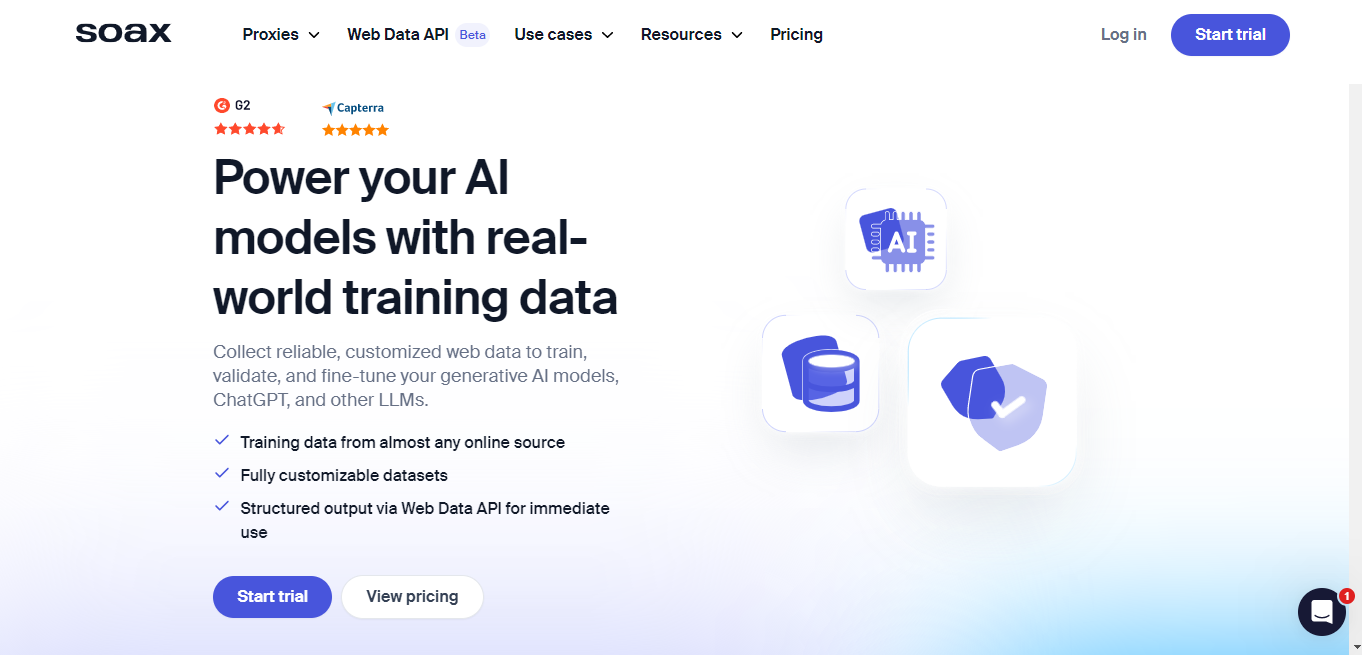 soax
Proxies
Web Data API Beta
Use cases
Resources
Pricing
Log in
Start trial
G2
Capterra
Power your AI
models with real-
world training data
Collect reliable, customized web data to train,
validate, and fine-tune your generative AI models,
ChatGPT, and other LLMs.
Training data from almost any online source
Fully customizable datasets
Structured output via Web Data API for immediate
use
Start trial
View pricing
AI
1